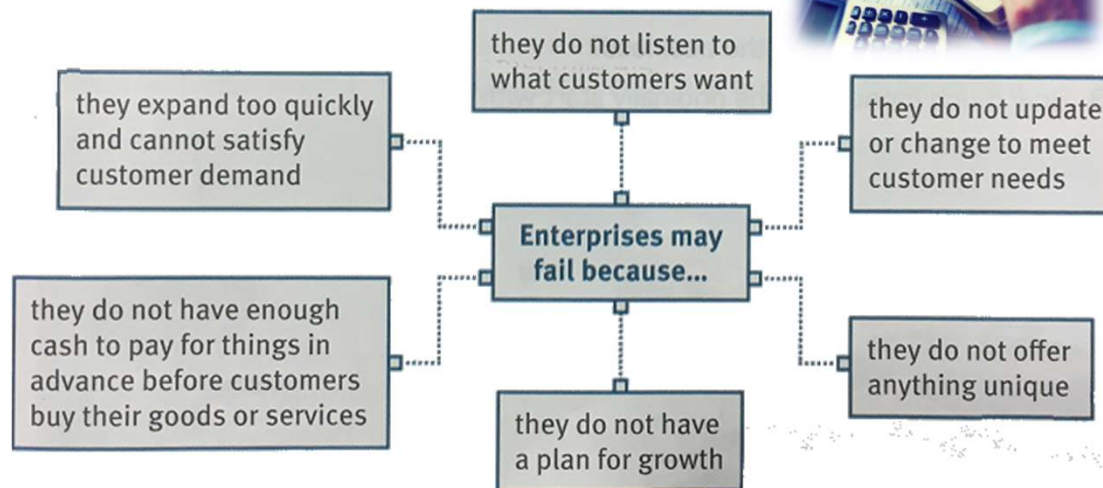 they do not listen to
what customers want
they expand too quickly
and cannot satisfy
customer demand
they do not update
or change to meet
customer needs
Enterprises may
fail because...
they do not have enough
cash to pay for things in
advance before customers
buy their goods or services
they do not offer
anything unique
they do not have
a plan for growth